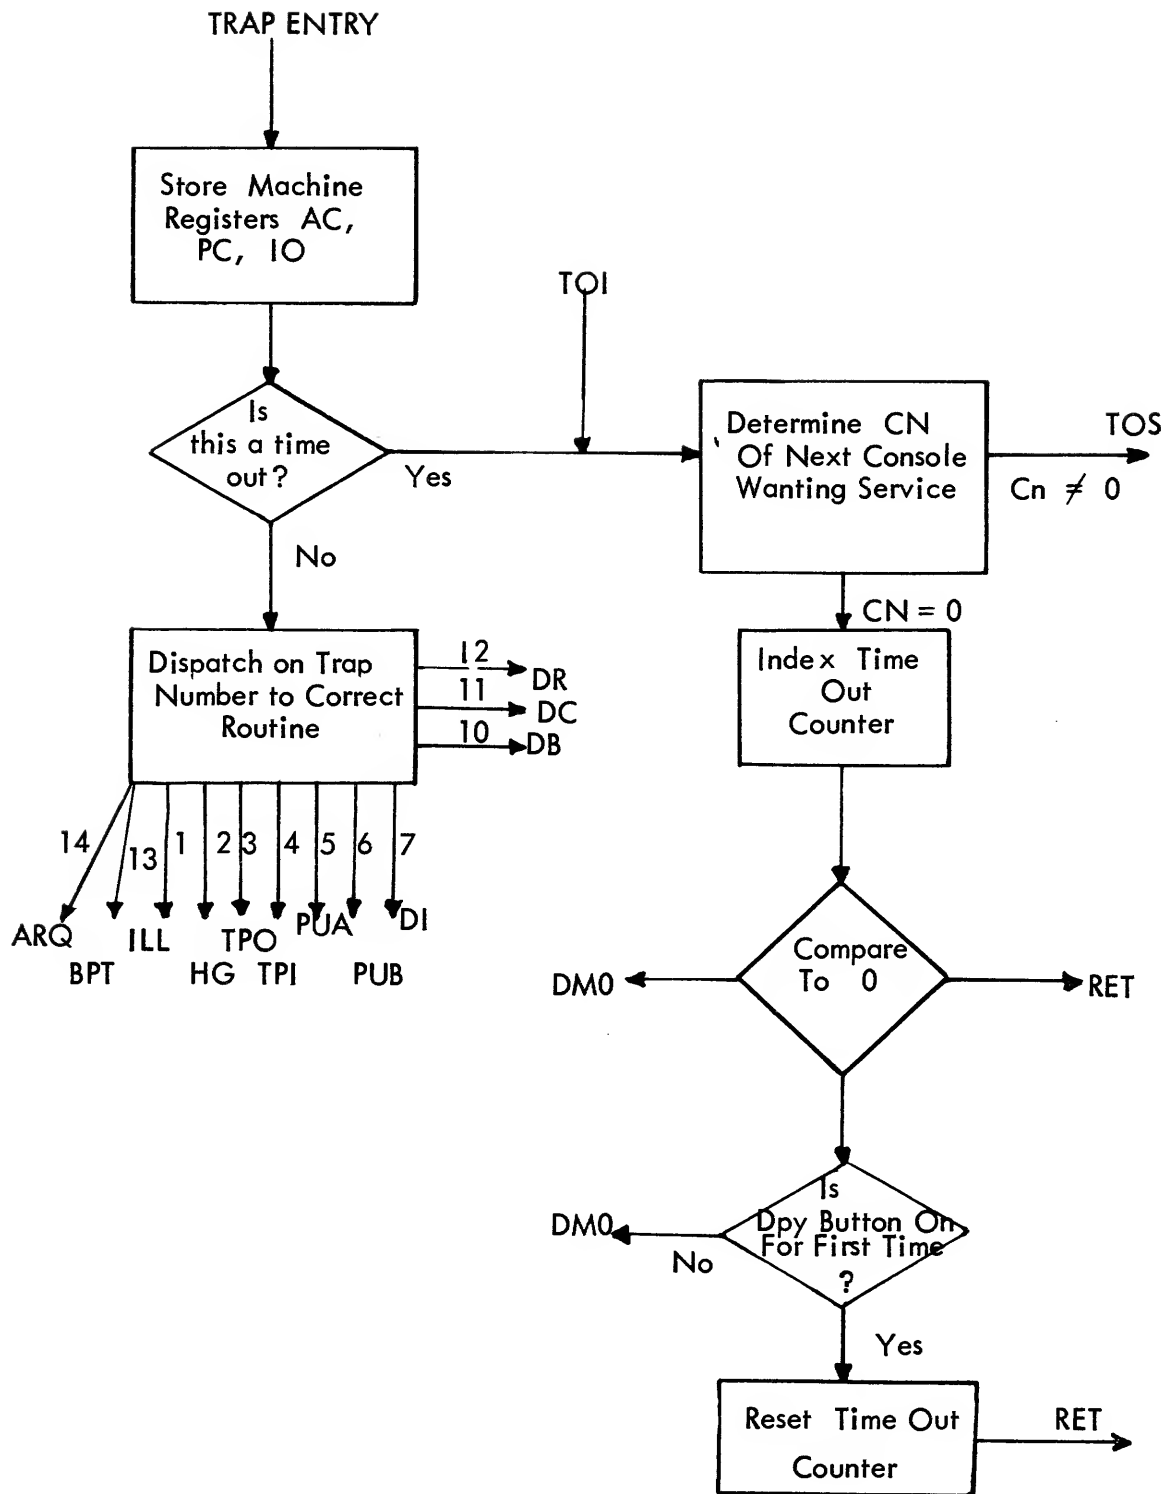 TRAP ENTRY
Store Machine
Registers AC,
PC, IO
TOI
Is
this a time
out?
Yes
No
Determine CN
Of Next Console
Wanting Service
TOS
Cn ≠ 0
CN = 0
Dispatch on Trap
Number to Correct
Routine
12
DR
11
DC
10
DB
14
13
1
2
3
4
5
6
7
ARQ
BPT
ILL
HG
TPO
TPI
PUA
PUB
DI
Index Time
Out
Counter
Compare
To 0
DM0
RET
Is
Dpy Button On
For First Time
?
DM0
No
Yes
Reset Time Out
Counter
RET